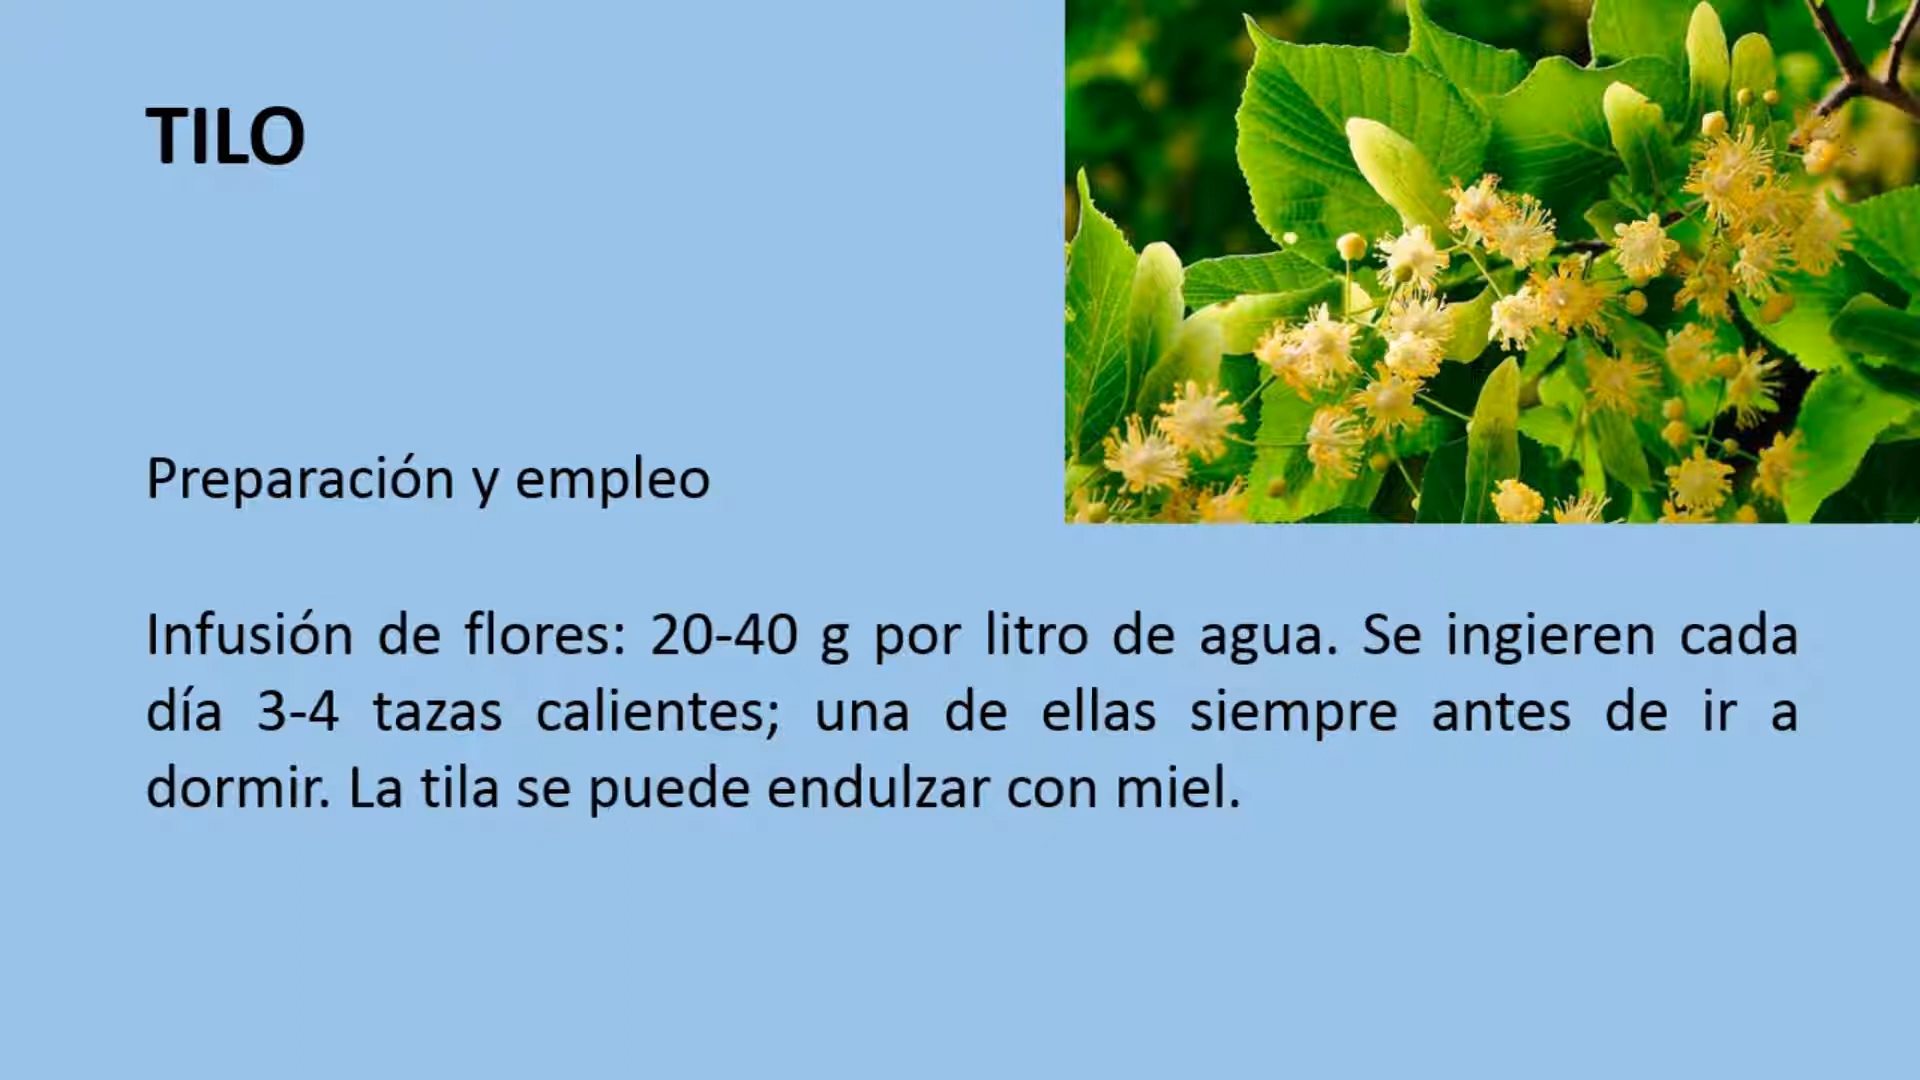 TILO
Preparación y empleo
Infusión de flores: 20-40 g por litro de agua. Se ingieren cada
día 3-4 tazas calientes; una de ellas siempre antes de ir a
dormir. La tila se puede endulzar con miel.